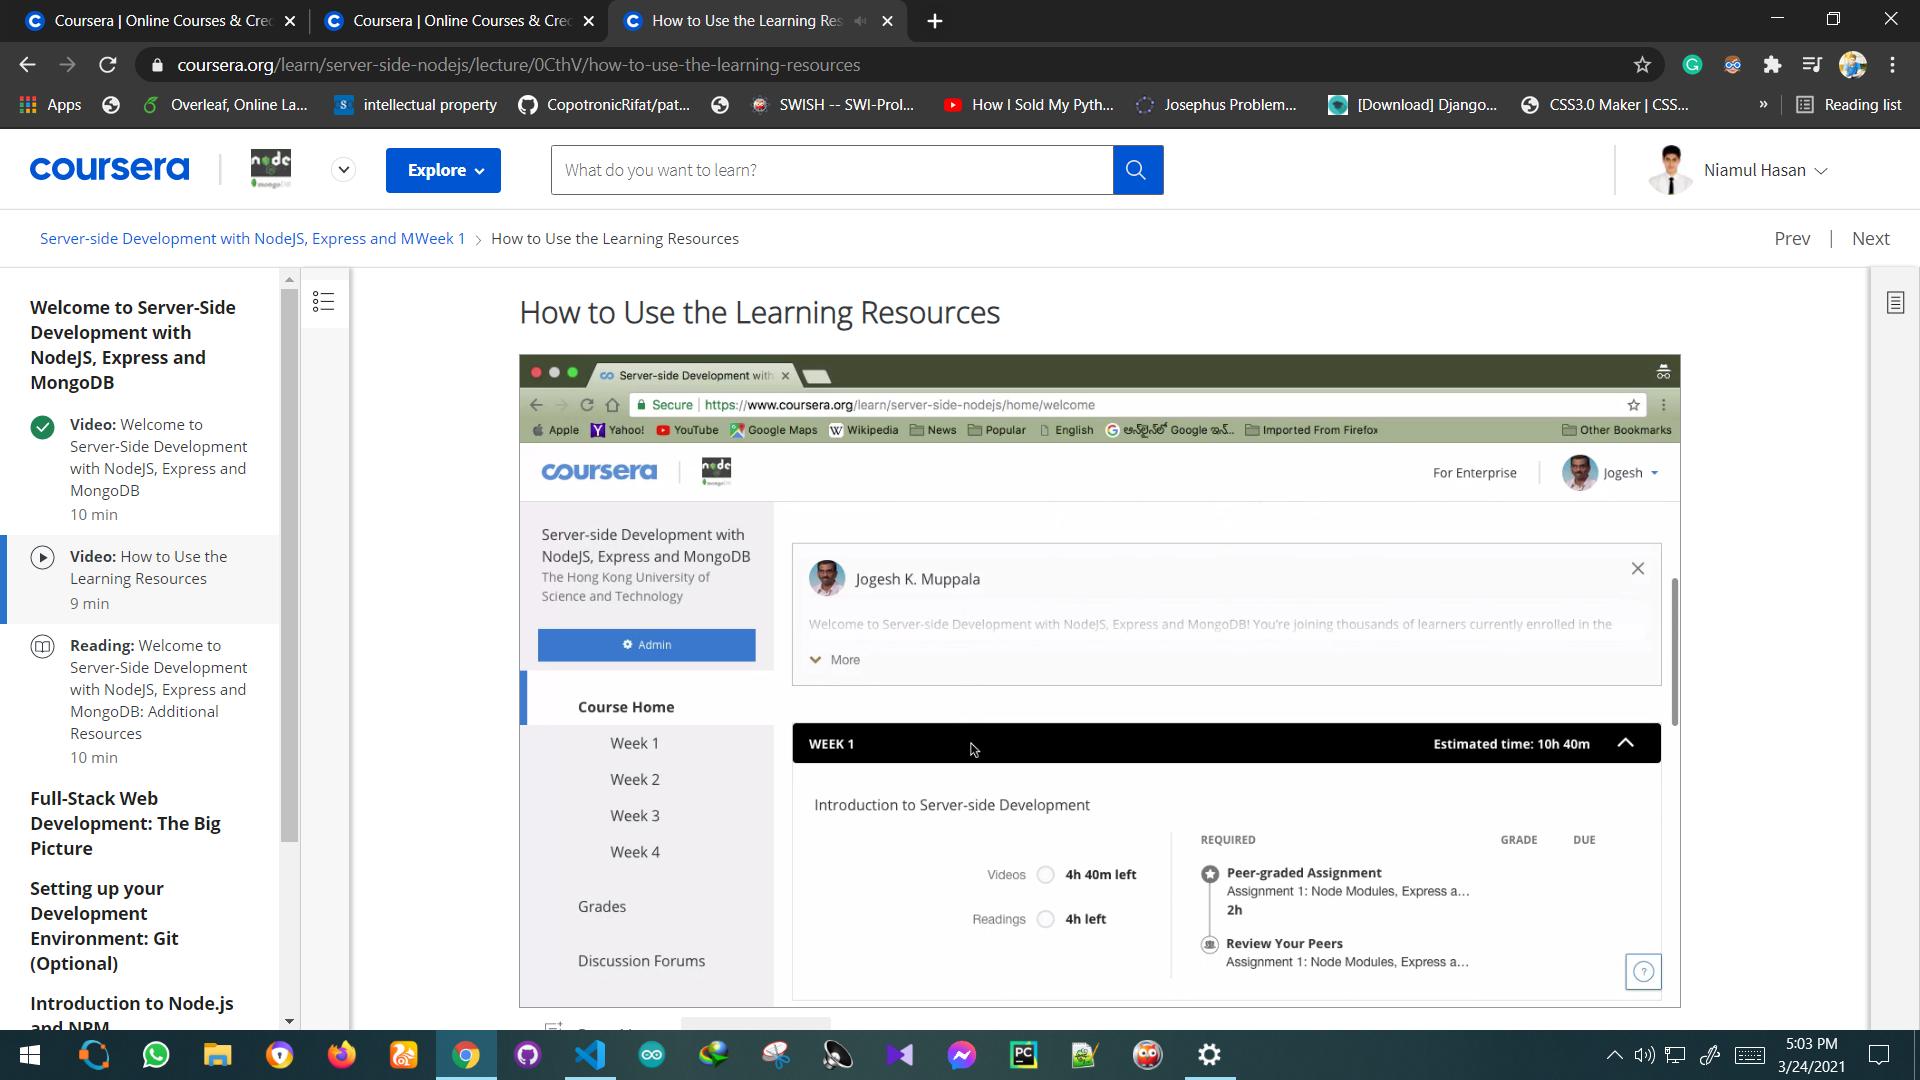 Coursera | Online Courses & Cre
Coursera | Online Courses & Cre
How to Use the Learning Res
coursera.org/learn/server-side-nodejs/lecture/0CthV/how-to-use-the-learning-resources
Apps
Overleaf, Online La...
intellectual property
CopotronicRifat/pat...
SWISH -- SWI-Prol...
How I Sold My Pyth...
Josephus Problem...
[Download] Django...
CSS3.0 Maker | CSS...
»
Reading list
coursera
node
mongoDB
Explore
What do you want to learn?
Niamul Hasan
Server-side Development with NodeJS, Express and MWeek 1 > How to Use the Learning Resources
Prev | Next
Welcome to Server-Side
Development with
NodeJS, Express and
MongoDB
Video: Welcome to
Server-Side Development
with NodeJS, Express and
MongoDB
10 min
Video: How to Use the
Learning Resources
9 min
Reading: Welcome to
Server-Side Development
with NodeJS, Express and
MongoDB: Additional
Resources
10 min
Full-Stack Web
Development: The Big
Picture
Setting up your
Development
Environment: Git
(Optional)
Introduction to Node.js
and NPM
How to Use the Learning Resources
Server-side Development with
Secure | https://www.coursera.org/learn/server-side-nodejs/home/welcome
Apple
Yahoo!
YouTube
Google Maps
Wikipedia
News
Popular
English
Imported From Firefox
Other Bookmarks
coursera
node
mongoDB
For Enterprise
Jogesh
Server-side Development with
NodeJS, Express and MongoDB
The Hong Kong University of
Science and Technology
Admin
Course Home
Week 1
Week 2
Week 3
Week 4
Grades
Discussion Forums
Jogesh K. Muppala
Welcome to Server-side Development with NodeJS, Express and MongoDB! You're joining thousands of learners currently enrolled in the
More
WEEK 1
Estimated time: 10h 40m
Introduction to Server-side Development
Videos 4h 40m left
Readings 4h left
REQUIRED GRADE DUE
Peer-graded Assignment
Assignment 1: Node Modules, Express a...
2h
Review Your Peers
Assignment 1: Node Modules, Express a...
?
PC
5:03 PM
3/24/2021